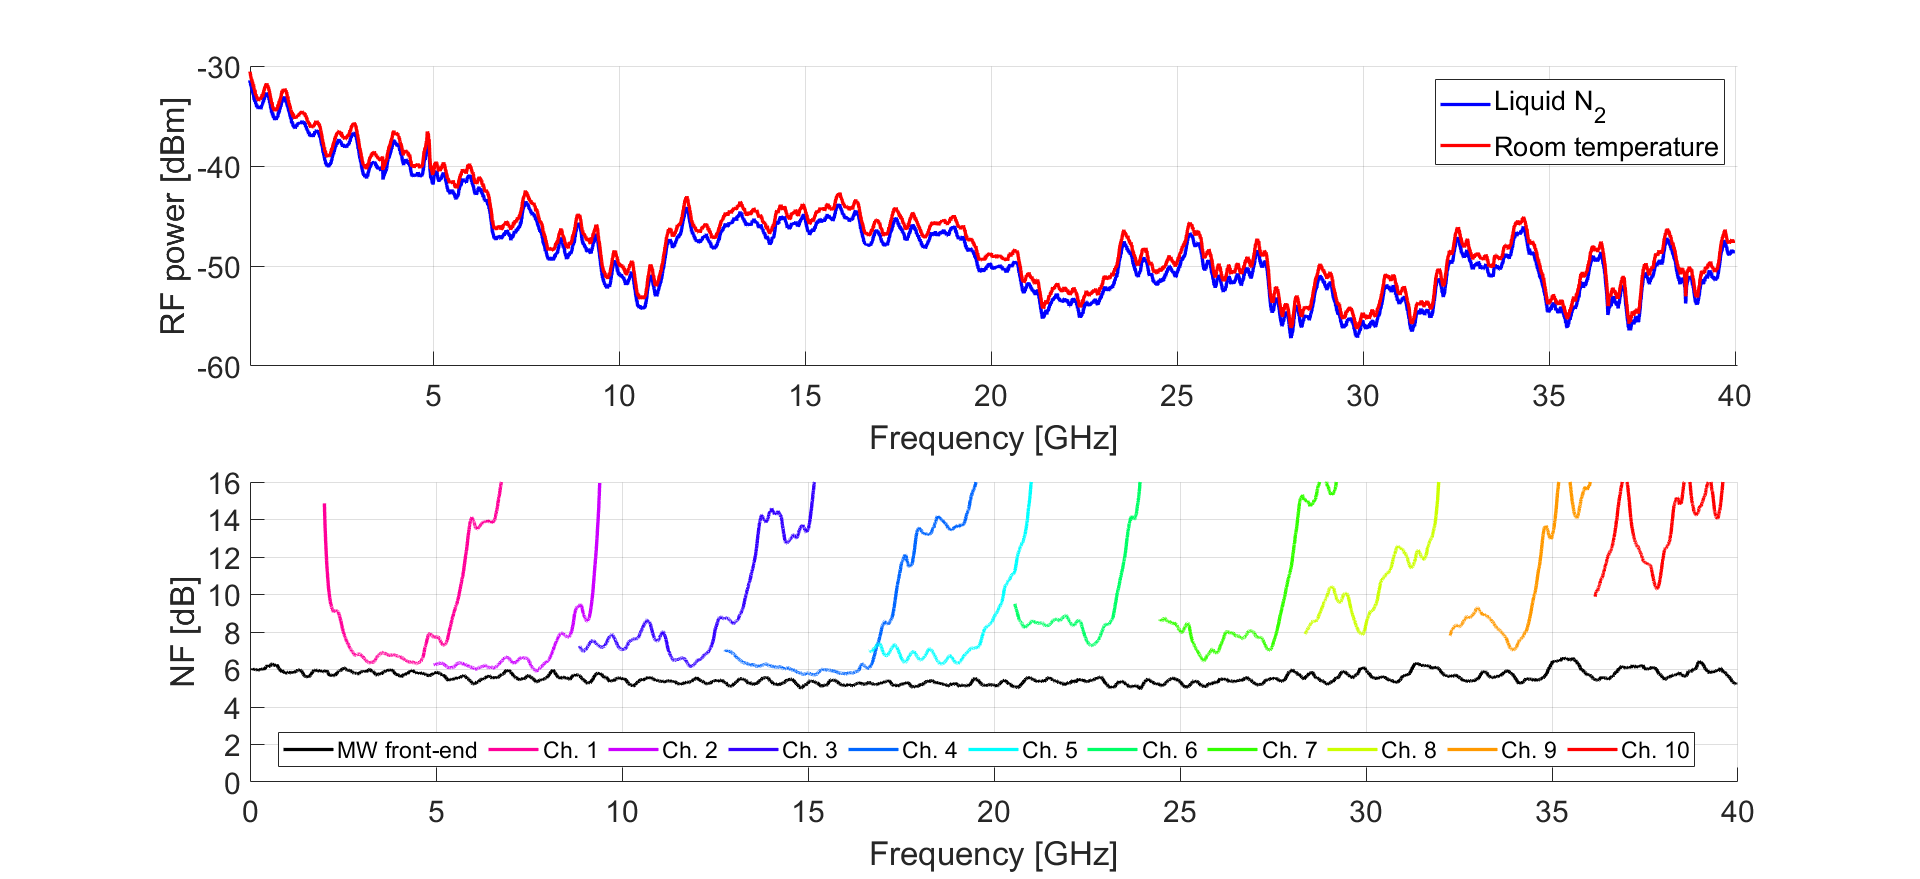 -30
-40
-50
-60
RF power [dBm]
Liquid N2
Room temperature
5 10 15 20 25 30 35 40
Frequency [GHz]
16
14
12
10
8
6
4
2
0
NF [dB]
MW front-end Ch. 1 Ch. 2 Ch. 3 Ch. 4 Ch. 5 Ch. 6 Ch. 7 Ch. 8 Ch. 9 Ch. 10
0 5 10 15 20 25 30 35 40
Frequency [GHz]